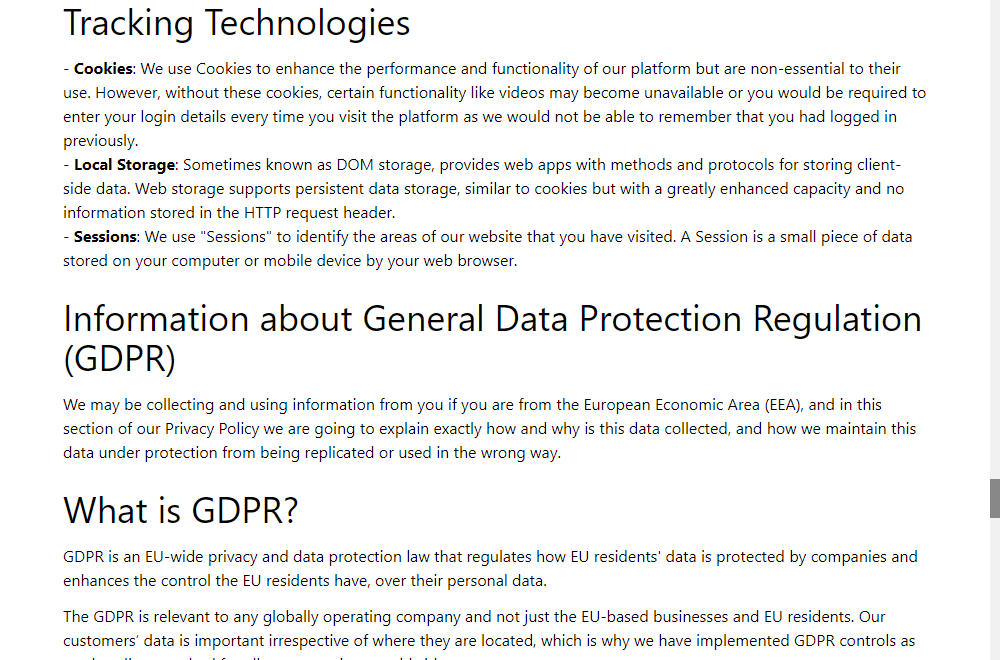 Tracking Technologies
- Cookies: We use Cookies to enhance the performance and functionality of our platform but are non-essential to their
use. However, without these cookies, certain functionality like videos may become unavailable or you would be required to
enter your login details every time you visit the platform as we would not be able to remember that you had logged in
previously.
- Local Storage: Sometimes known as DOM storage, provides web apps with methods and protocols for storing client-
side data. Web storage supports persistent data storage, similar to cookies but with a greatly enhanced capacity and no
information stored in the HTTP request header.
- Sessions: We use "Sessions" to identify the areas of our website that you have visited. A Session is a small piece of data
stored on your computer or mobile device by your web browser.
Information about General Data Protection Regulation
(GDPR)
We may be collecting and using information from you if you are from the European Economic Area (EEA), and in this
section of our Privacy Policy we are going to explain exactly how and why is this data collected, and how we maintain this
data under protection from being replicated or used in the wrong way.
What is GDPR?
GDPR is an EU-wide privacy and data protection law that regulates how EU residents' data is protected by companies and
enhances the control the EU residents have, over their personal data.
The GDPR is relevant to any globally operating company and not just the EU-based businesses and EU residents. Our
customers’ data is important irrespective of where they are located, which is why we have implemented GDPR controls as